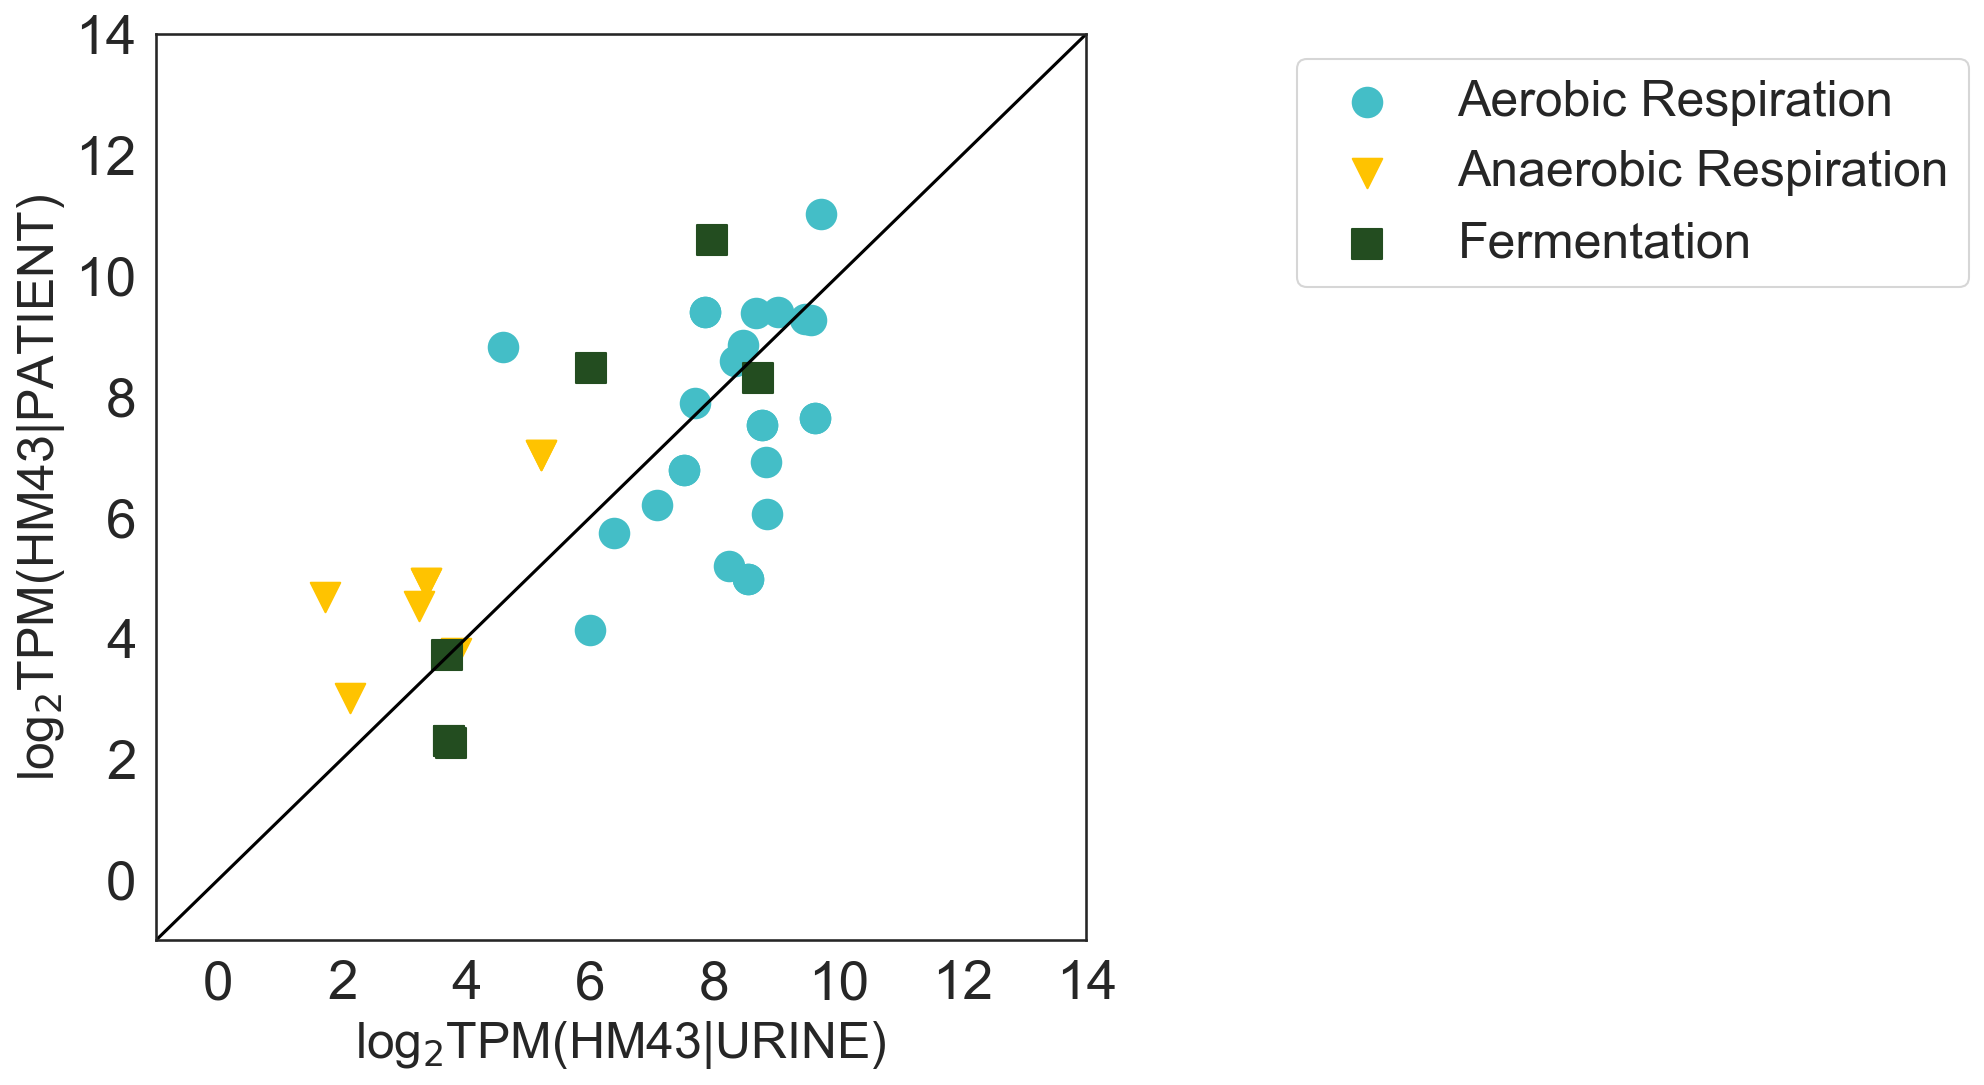 14
12
10
8
6
4
2
0
log₂TPM(HM43|PATIENT)
0 2 4 6 8 10 12 14
log₂TPM(HM43|URINE)
Aerobic Respiration
Anaerobic Respiration
Fermentation